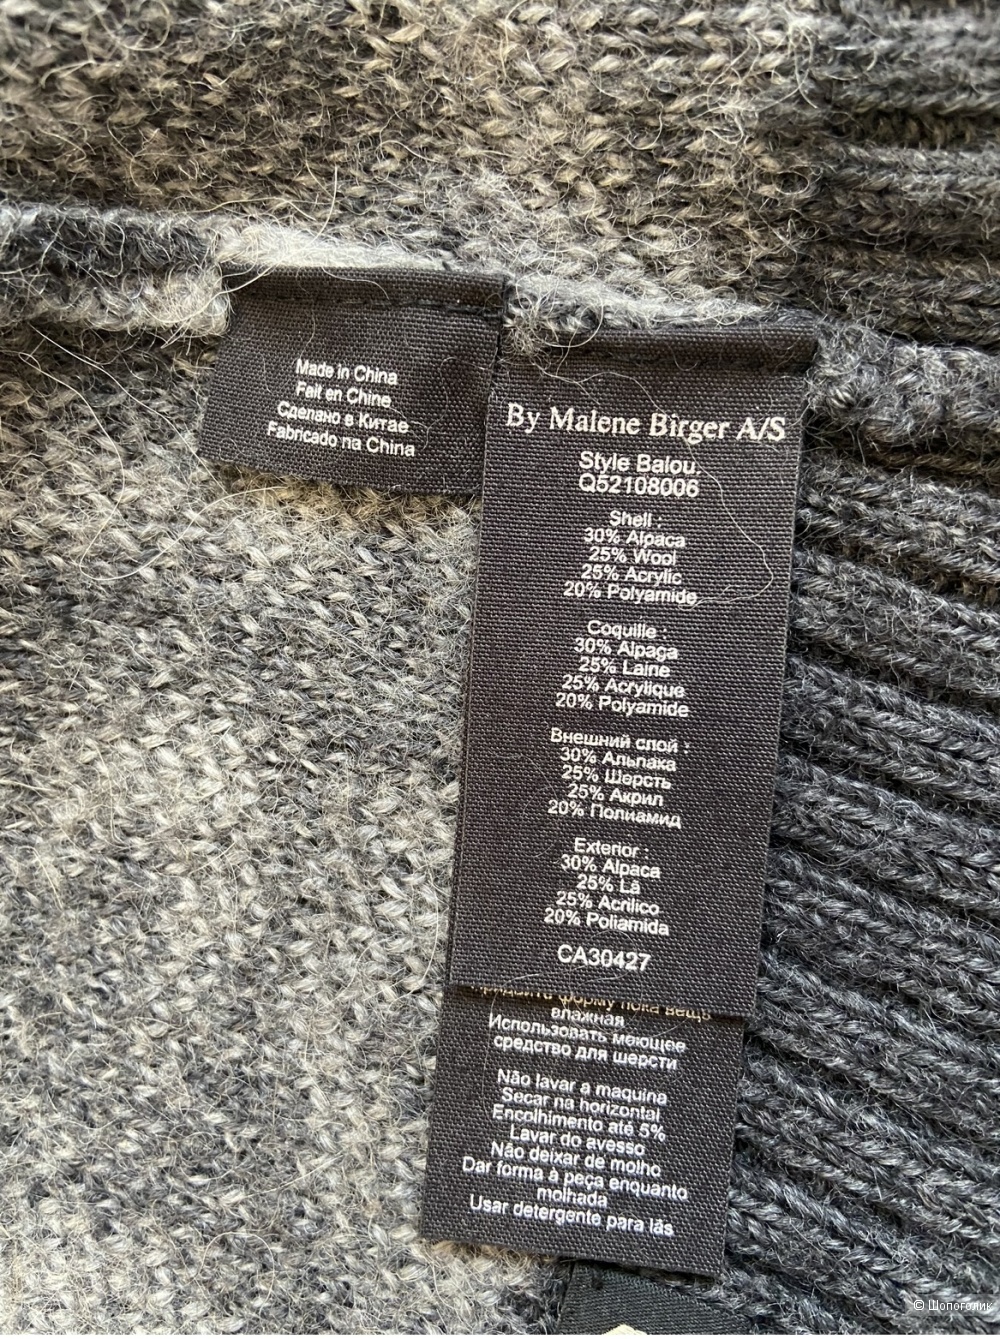 Made in China
Fait en Chine
Сделано в Китае
Fabricado na China
By Malene Birger A/S
Style Balou,
Q52108006
Shell :
30% Alpaca
25% Wool
25% Acrylic
20% Polyamide
Coquille :
30% Alpaga
25% Laine
25% Acrylique
20% Polyamide
Внешний слой :
30% Альпака
25% Шерсть
25% Акрил
20% Полиамид
Exterior :
30% Alpaca
25% Lã
25% Acrílico
20% Poliamida
CA30427
форму пока вещь
влажная
Использовать меющее
средство для шерсти
Não lavar a maquina
Secar na horizontal
Encolhimento até 5%
Lavar do avesso
Não deixar de molho
Dar forma à peça enquanto
molhada
Usar detergente para lãs
© Шопоголик